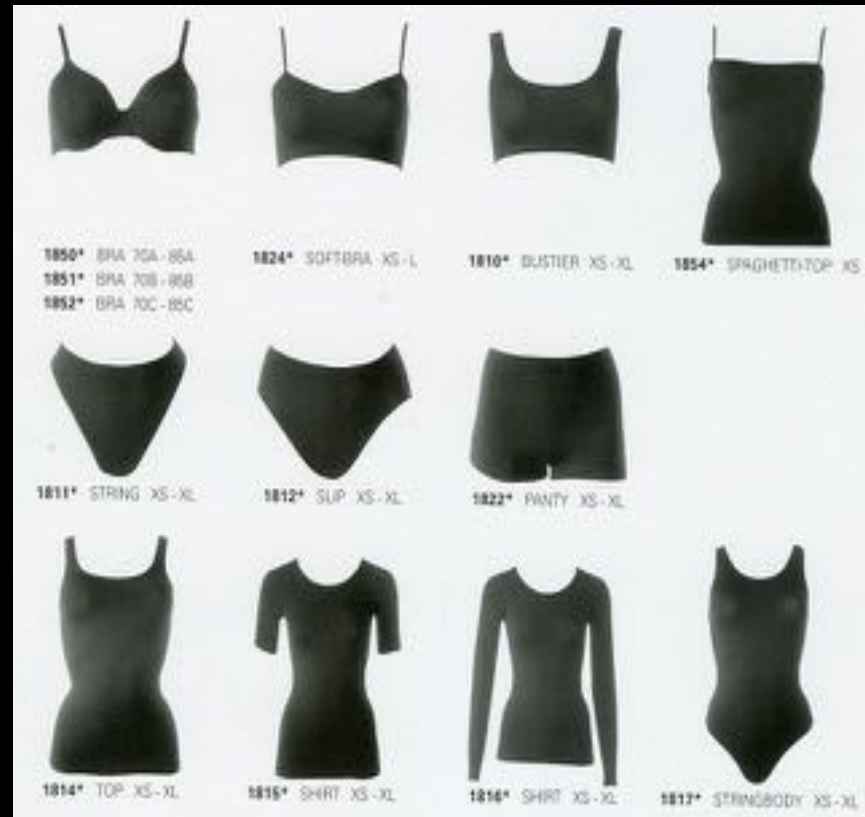 1850* BRA 70A - 85A
1851* BRA 70B - 85B
1852* BRA 70C - 85C
1824* SOFT-BRA XS - L
1810* BUSTIER XS - XL
1854* SPAGHETTI-TOP XS
1811* STRING XS - XL
1812* SLIP XS - XL
1822* PANTY XS - XL
1814* TOP XS - XL
1815* SHIRT XS - XL
1816* SHIRT XS - XL
1817* STRINGBODY XS - XL